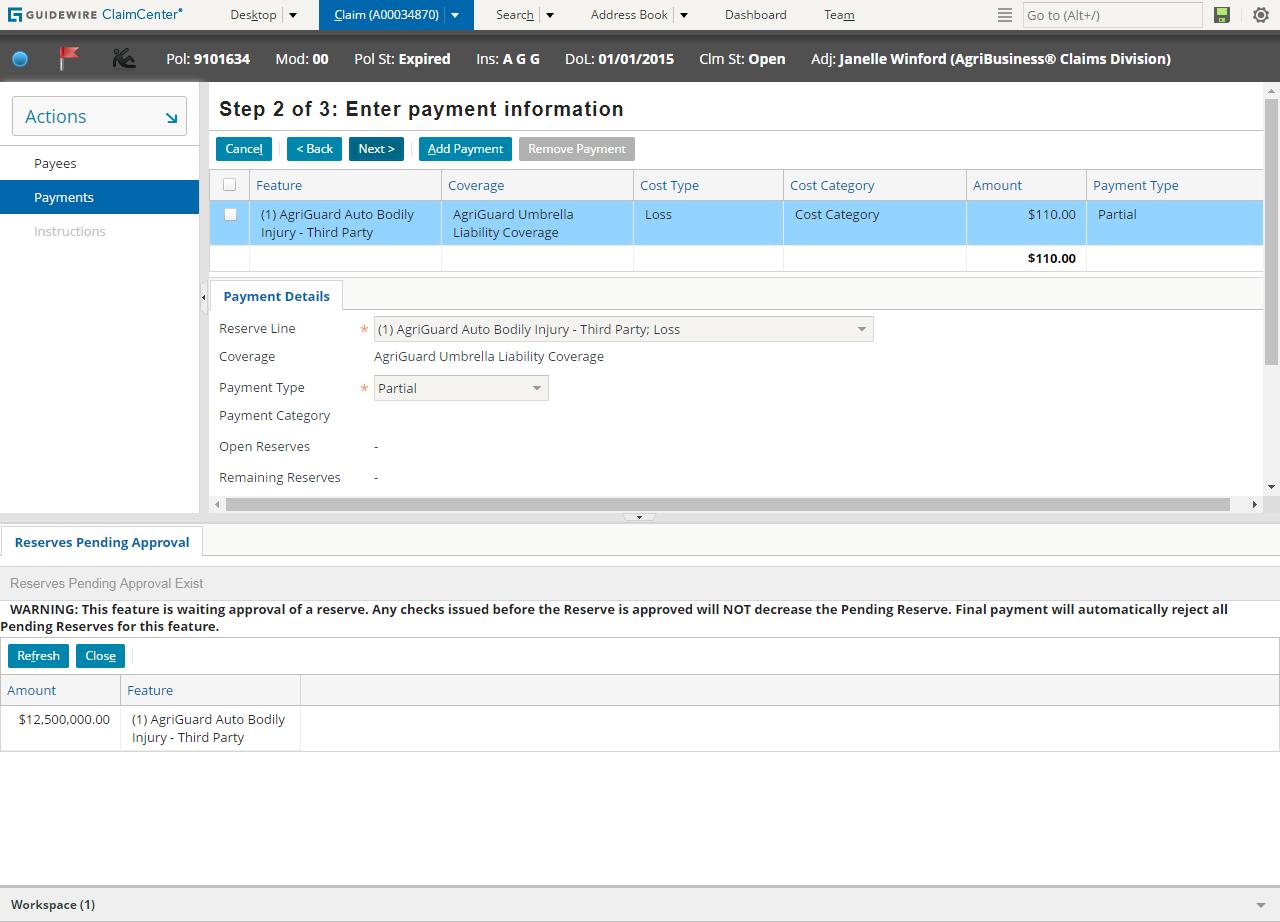 GUIDEWIRE ClaimCenter® Desktop Claim (A00034870) Search Address Book Dashboard Team Go to (Alt+/)
Pol: 9101634 Mod: 00 Pol St: Expired Ins: A G G DoL: 01/01/2015 Clm St: Open Adj: Janelle Winford (AgriBusiness® Claims Division)
Actions
Payees
Payments
Instructions
Step 2 of 3: Enter payment information
Cancel < Back Next > Add Payment Remove Payment
Feature Coverage Cost Type Cost Category Amount Payment Type
(1) AgriGuard Auto Bodily AgriGuard Umbrella Loss Cost Category $110.00 Partial
Injury - Third Party Liability Coverage
$110.00
Payment Details
Reserve Line * (1) AgriGuard Auto Bodily Injury - Third Party; Loss
Coverage AgriGuard Umbrella Liability Coverage
Payment Type * Partial
Payment Category
Open Reserves -
Remaining Reserves -
Reserves Pending Approval
Reserves Pending Approval Exist
WARNING: This feature is waiting approval of a reserve. Any checks issued before the Reserve is approved will NOT decrease the Pending Reserve. Final payment will automatically reject all
Pending Reserves for this feature.
Refresh Close
Amount Feature
$12,500,000.00 (1) AgriGuard Auto Bodily
Injury - Third Party
Workspace (1)